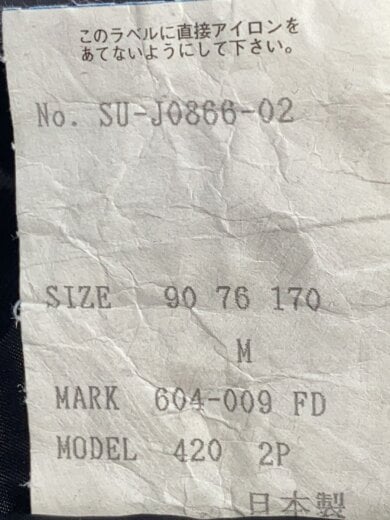 このラベルに直接アイロンを
あてないようにして下さい。
No. SU-J0866-02
SIZE 90 76 170
M
MARK 604-009 FD
MODEL 420 2P
日本製